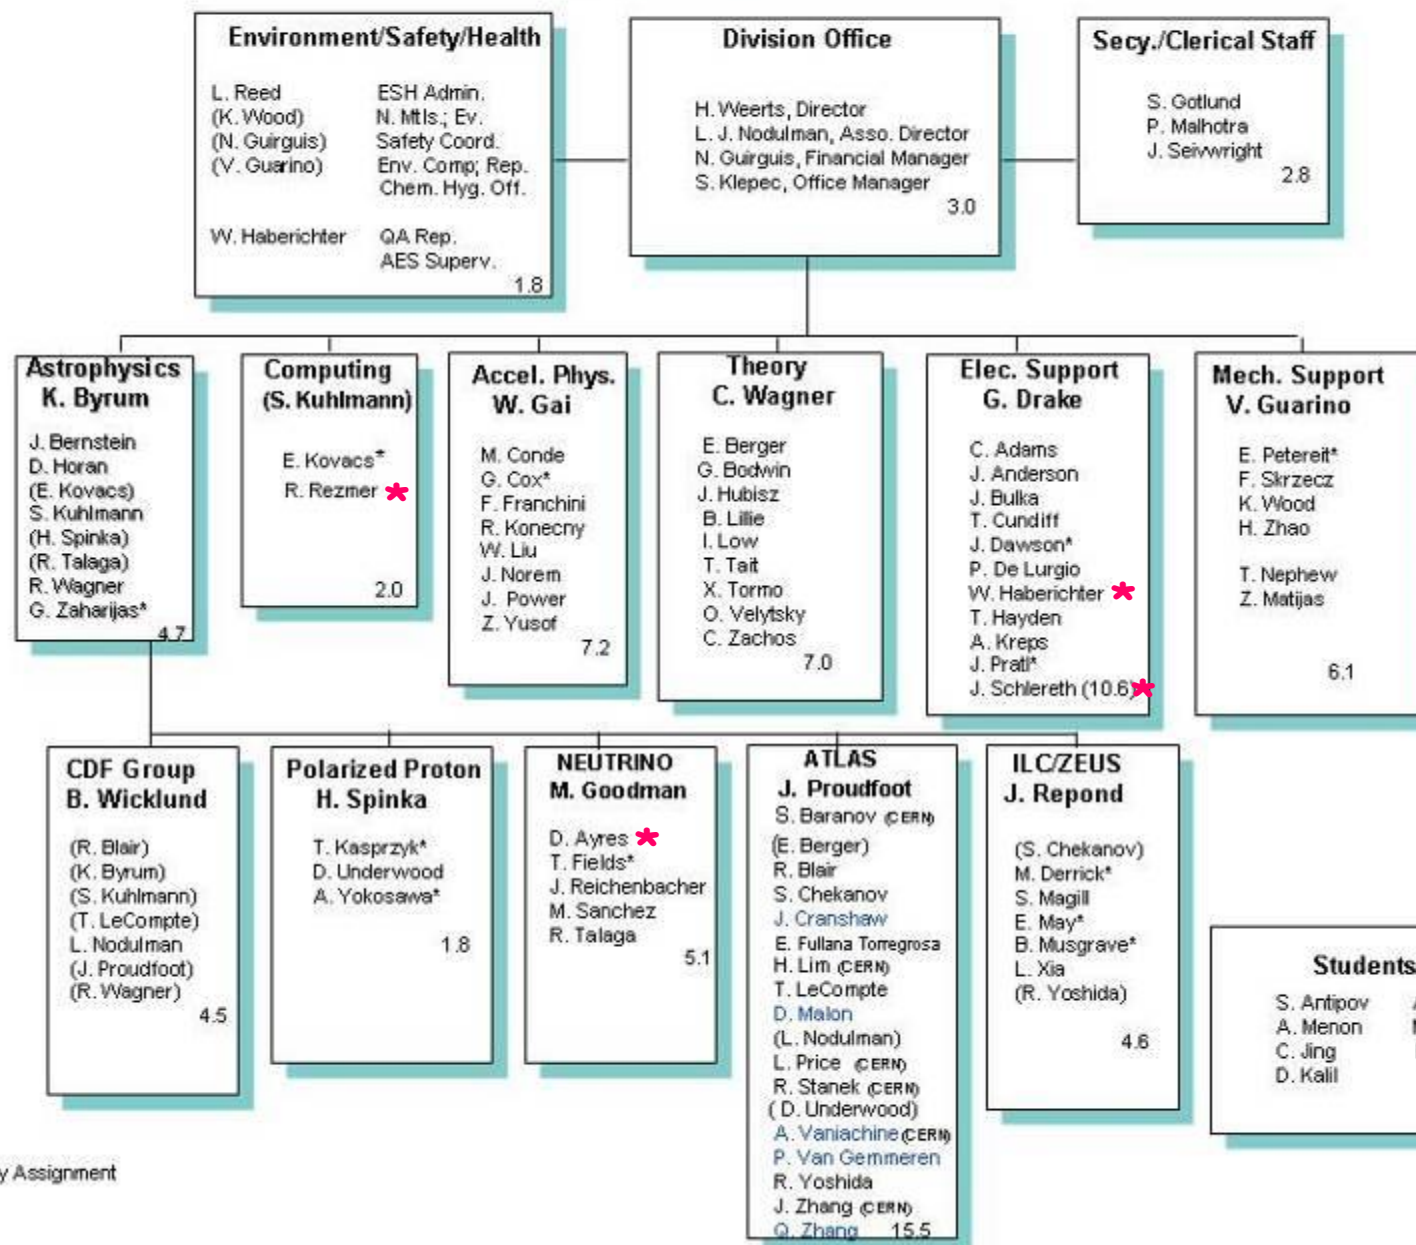 Environment/Safety/Health
L. Reed ESH Admin.
(K. Wood) N. Mtls.; Ev.
(N. Guirguis) Safety Coord.
(V. Guarino) Env. Comp; Rep.
Chem. Hyg. Off.
W. Haberichter QA Rep.
AES Superv.
1.8
Division Office
H. Weerts, Director
L. J. Nodulman, Asso. Director
N. Guirguis, Financial Manager
S. Klepec, Office Manager
3.0
Secy./Clerical Staff
S. Gotlund
P. Malhotra
J. Seivwright
2.8
Astrophysics
K. Byrum
J. Bernstein
D. Horan
(E. Kovacs)
S. Kuhlmann
(H. Spinka)
(R. Talaga)
R. Wagner
G. Zaharijas*
4.7
Computing
(S. Kuhlmann)
E. Kovacs*
R. Rezmer *
2.0
Accel. Phys.
W. Gai
M. Conde
G. Cox*
F. Franchini
R. Konecny
W. Liu
J. Norem
J. Power
Z. Yusof
7.2
Theory
C. Wagner
E. Berger
G. Bodwin
J. Hubisz
B. Lillie
I. Low
T. Tait
X. Tormo
O. Velytsky
C. Zachos
7.0
Elec. Support
G. Drake
C. Adams
J. Anderson
J. Bulka
T. Cundiff
J. Dawson*
P. De Lurgio
W. Haberichter *
T. Hayden
A. Kreps
J. Pratl*
J. Schlereth (10.6) *
Mech. Support
V. Guarino
E. Petereit*
F. Skrzecz
K. Wood
H. Zhao
T. Nephew
Z. Matijas
6.1
CDF Group
B. Wicklund
(R. Blair)
(K. Byrum)
(S. Kuhlmann)
(T. LeCompte)
L. Nodulman
(J. Proudfoot)
(R. Wagner)
4.5
Polarized Proton
H. Spinka
T. Kasprzyk*
D. Underwood
A. Yokosawa*
1.8
NEUTRINO
M. Goodman
D. Ayres *
T. Fields*
J. Reichenbacher
M. Sanchez
R. Talaga
5.1
ATLAS
J. Proudfoot
S. Baranov (CERN)
(E. Berger)
R. Blair
S. Chekanov
J. Cranshaw
E. Fullana Torregrosa
H. Lim (CERN)
T. LeCompte
D. Malon
(L. Nodulman)
L. Price (CERN)
R. Stanek (CERN)
( D. Underwood)
A. Vaniachine (CERN)
P. Van Gemmeren
R. Yoshida
J. Zhang (CERN)
Q. Zhang 15.5
ILC/ZEUS
J. Repond
(S. Chekanov)
M. Derrick*
S. Magill
E. May*
B. Musgrave*
L. Xia
(R. Yoshida)
4.6
Students
S. Antipov
A. Menon
C. Jing
D. Kalil
y Assignment